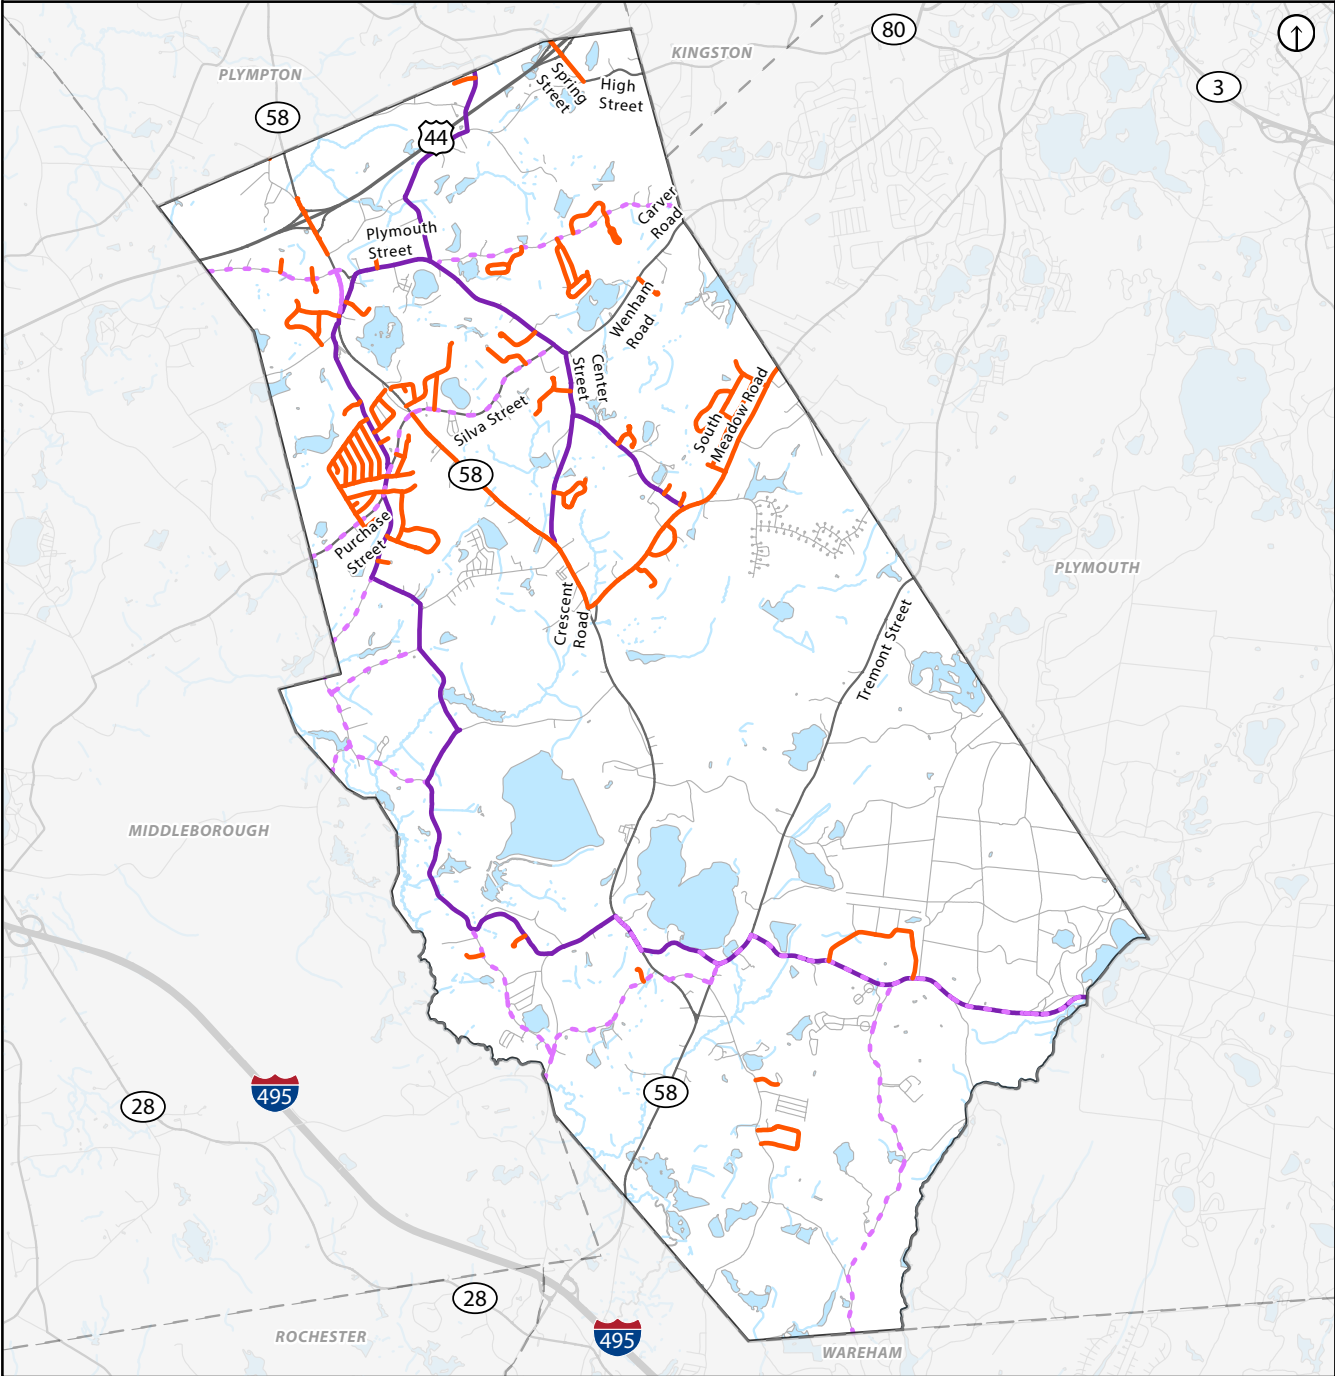 80
KINGSTON
PLYMPTON
3
Spring
Street
High
Street
58
44
Carver
Road
Plymouth
Street
Wenham
Road
Center
Street
South
Meadow Road
Silva Street
58
Purchase
Street
PLYMOUTH
Crescent
Road
Tremont Street
MIDDLEBOROUGH
495
28
58
28
495
ROCHESTER
WAREHAM